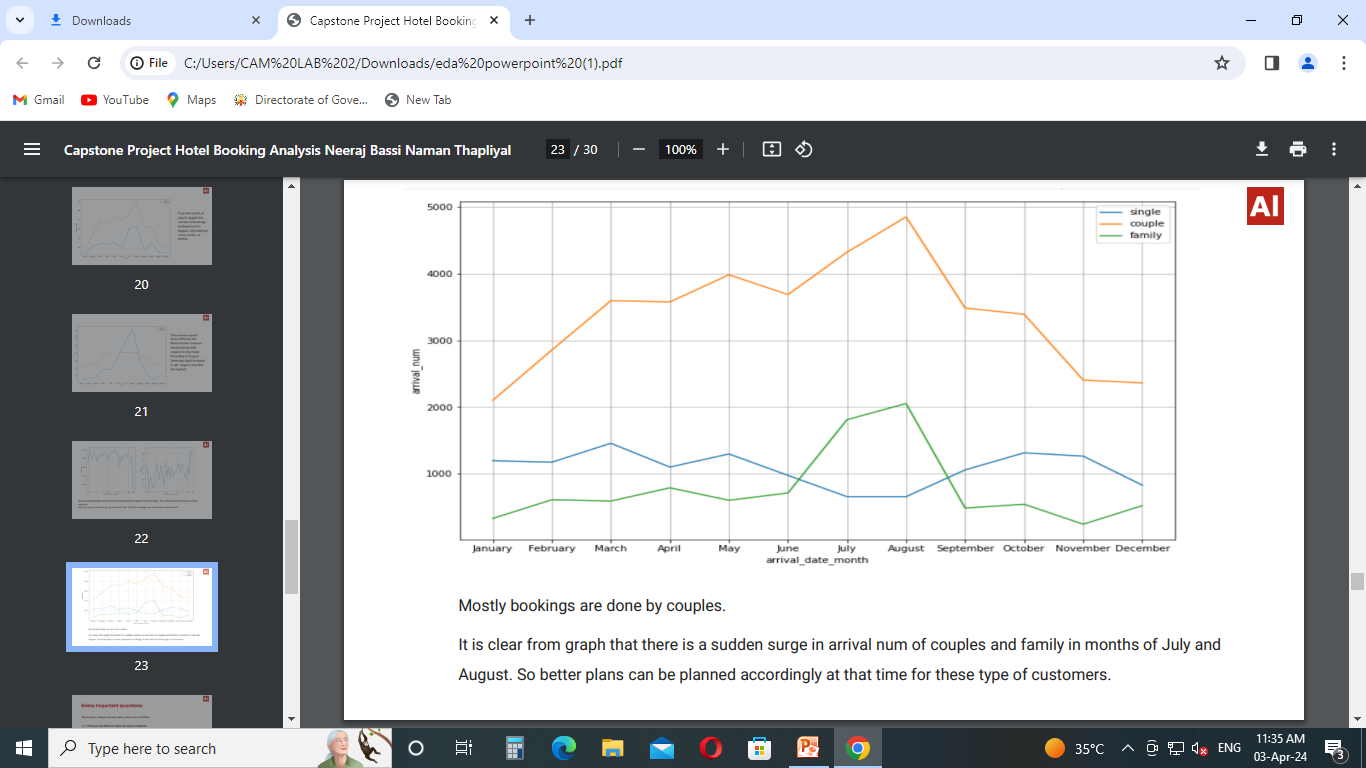 Downloads
Capstone Project Hotel Booking
File
C:/Users/CAM%20LAB%202/Downloads/eda%20powerpoint%20(1).pdf
Gmail
YouTube
Maps
Directorate of Gove...
New Tab
Capstone Project Hotel Booking Analysis Neeraj Bassi Naman Thapliyal
23 / 30
100%
20
21
22
23
Some important questions
AI
5000
4000
3000
2000
1000
arrival_num
single
couple
family
January February March April May June July August September October November December
arrival_date_month
Mostly bookings are done by couples.
It is clear from graph that there is a sudden surge in arrival num of couples and family in months of July and
August. So better plans can be planned accordingly at that time for these type of customers.
Type here to search
35°C
ENG
11:35 AM
03-Apr-24
3